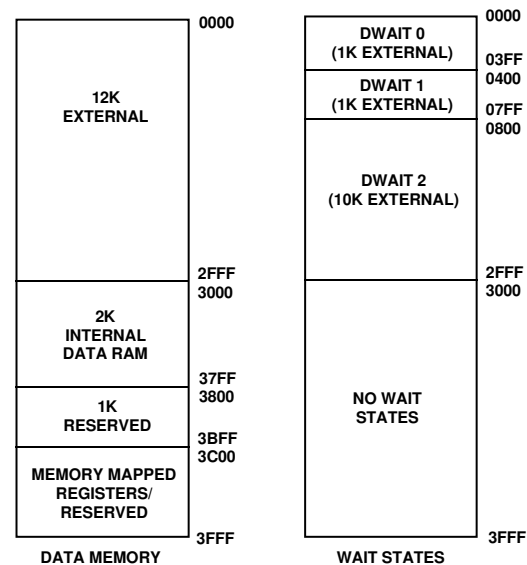 0000
12K
EXTERNAL
2FFF
3000
2K
INTERNAL
DATA RAM
37FF
3800
1K
RESERVED
3BFF
3C00
MEMORY MAPPED
REGISTERS/
RESERVED
3FFF
DATA MEMORY
0000
DWAIT 0
(1K EXTERNAL)
03FF
0400
DWAIT 1
(1K EXTERNAL)
07FF
0800
DWAIT 2
(10K EXTERNAL)
2FFF
3000
NO WAIT
STATES
3FFF
WAIT STATES